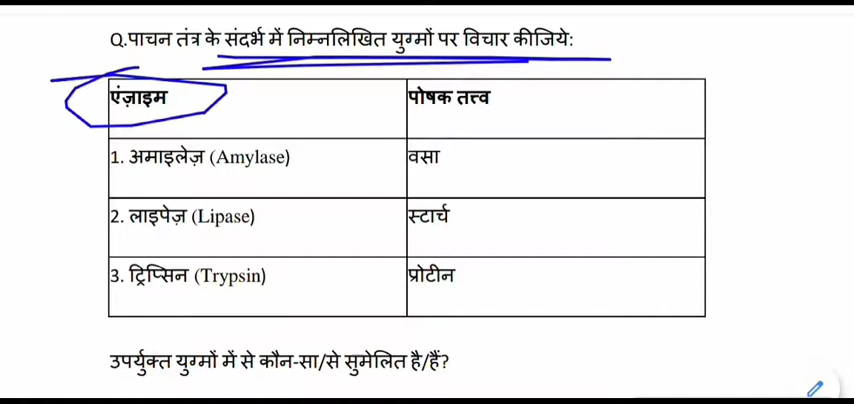 Q.पाचन तंत्र के संदर्भ में निम्नलिखित युग्मों पर विचार कीजिये:
एंज़ाइम पोषक तत्त्व
1. अमाइलेज़ (Amylase) वसा
2. लाइपेज़ (Lipase) स्टार्च
3. ट्रिप्सिन (Trypsin) प्रोटीन
उपर्युक्त युग्मों में से कौन-सा/से सुमेलित है/हैं?